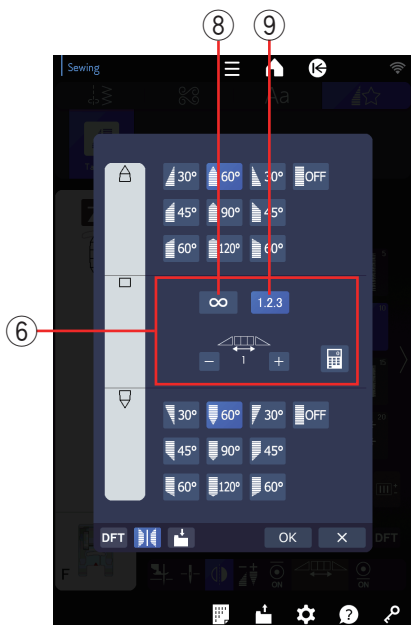 ⑧ ⑨
Sewing
Aa
30° 60° 30° OFF
45° 90° 45°
60° 120° 60°
⑥
∞ 1.2.3
− 1 +
30° 60° 30° OFF
45° 90° 45°
60° 120° 60°
DFT OK × DFT
F ON ON
?